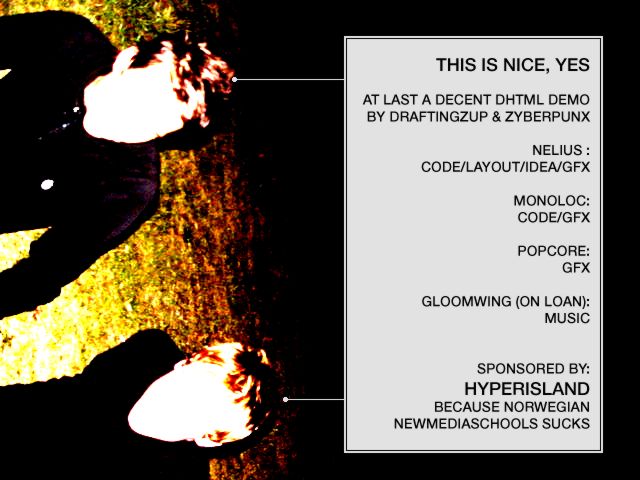 THIS IS NICE, YES
AT LAST A DECENT DHTML DEMO
BY DRAFTINGZUP & ZYBERPUNX
NELIUS :
CODE/LAYOUT/IDEA/GFX
MONOLOC:
CODE/GFX
POPCORE:
GFX
GLOOMWING (ON LOAN):
MUSIC
SPONSORED BY:
HYPERISLAND
BECAUSE NORWEGIAN
NEWMEDIASCHOOLS SUCKS